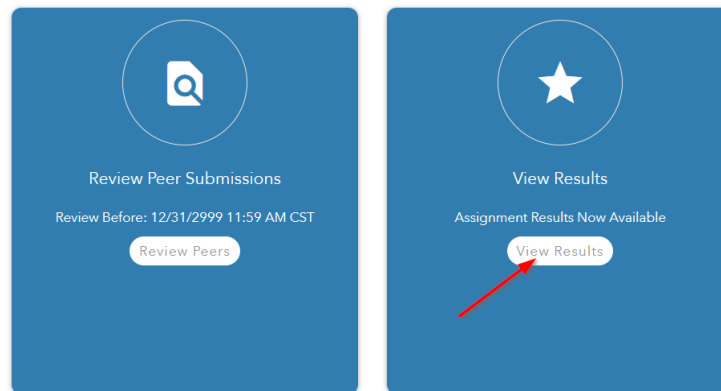 Review Peer Submissions
Review Before: 12/31/2999 11:59 AM CST
Review Peers
View Results
Assignment Results Now Available
View Results